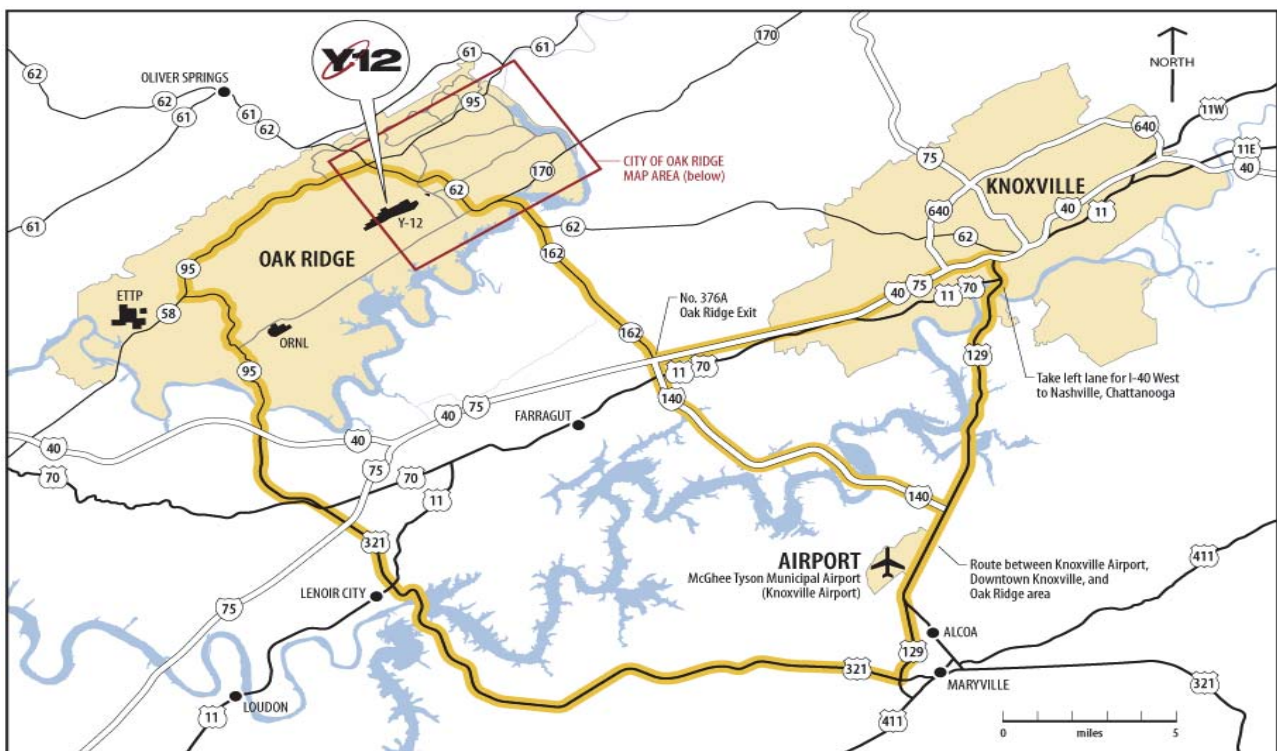 Y-12
61
61
170
62
OLIVER SPRINGS
62
61
61
62
95
NORTH
11W
640
75
11E
40
CITY OF OAK RIDGE
MAP AREA (below)
170
KNOXVILLE
62
61
Y-12
640
40
11
62
62
OAK RIDGE
162
95
ETTP
58
No. 376A
Oak Ridge Exit
40
75
11
70
ORNL
162
129
95
11
70
Take left lane for I-40 West
to Nashville, Chattanooga
75
140
40
FARRAGUT
40
40
70
75
70
11
140
321
AIRPORT
McGhee Tyson Municipal Airport
(Knoxville Airport)
Route between Knoxville Airport,
Downtown Knoxville, and
Oak Ridge area
411
LENOIR CITY
75
ALCOA
129
321
MARYVILLE
321
LOUDON
11
411
0 miles 5